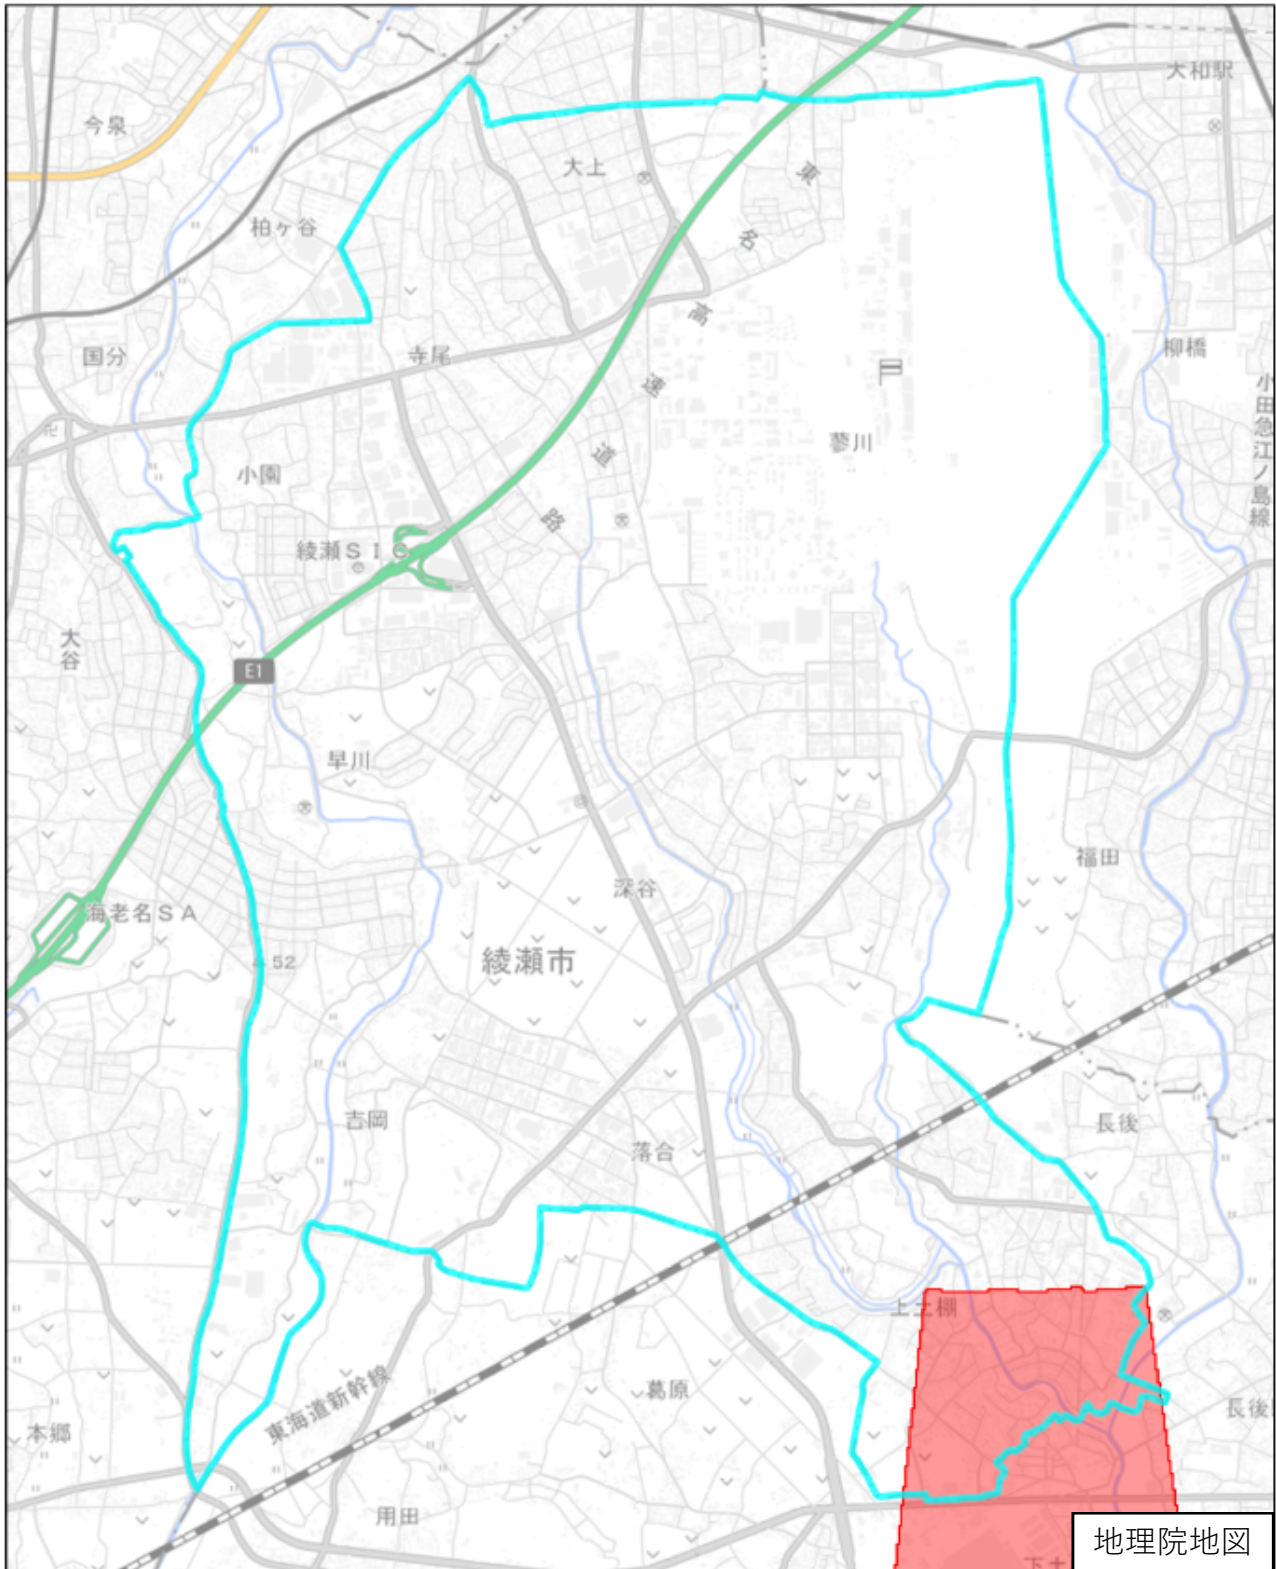 大和駅
今泉
大上
東名高速道路
柏ヶ谷
国分
寺尾
柳橋
小田急江ノ島線
蓼川
小園
綾瀬ＳＩＣ
大谷
E1
早川
福田
深谷
海老名ＳＡ
52
綾瀬市
吉岡
長後
落合
上土棚
東海道新幹線
葛原
長後
本郷
用田
地理院地図